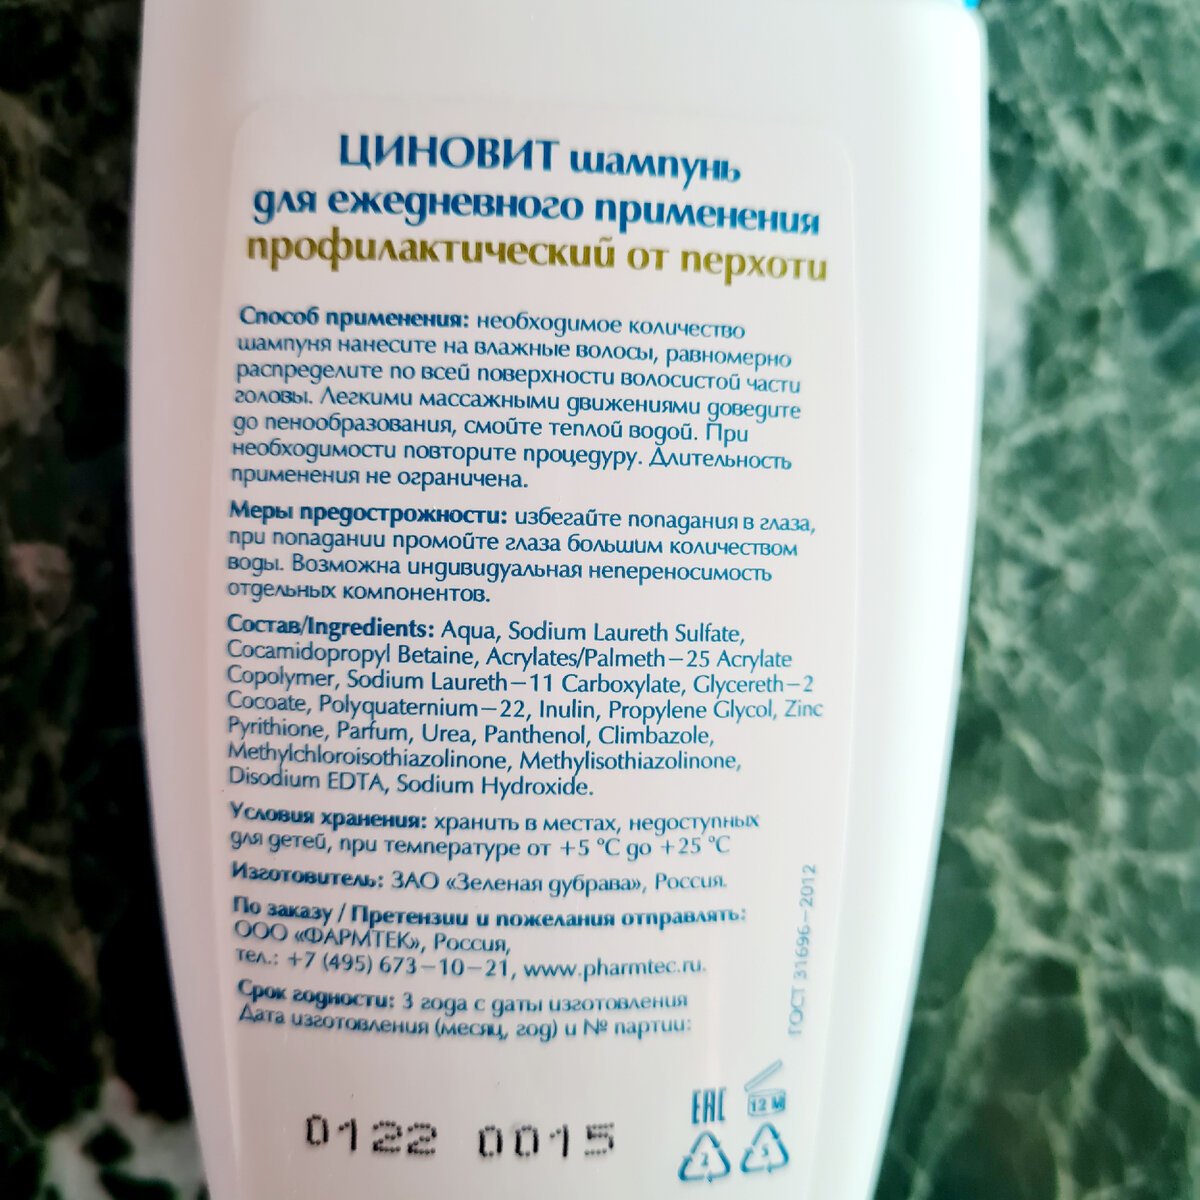 ЦИНОВИТ шампунь
для ежедневного применения
профилактический от перхоти
Способ применения: необходимое количество
шампуня нанесите на влажные волосы, равномерно
распределите по всей поверхности волосистой части
головы. Легкими массажными движениями доведите
до пенообразования, смойте теплой водой. При
необходимости повторите процедуру. Длительность
применения не ограничена.
Меры предострожности: избегайте попадания в глаза,
при попадании промойте глаза большим количеством
воды. Возможна индивидуальная непереносимость
отдельных компонентов.
Состав/Ingredients: Aqua, Sodium Laureth Sulfate,
Cocamidopropyl Betaine, Acrylates/Palmeth-25 Acrylate
Copolymer, Sodium Laureth-11 Carboxylate, Glycereth-2
Cocoate, Polyquaternium-22, Inulin, Propylene Glycol, Zinc
Pyrithione, Parfum, Urea, Panthenol, Climbazole,
Methylchloroisothiazolinone, Methylisothiazolinone,
Disodium EDTA, Sodium Hydroxide.
Условия хранения: хранить в местах, недоступных
для детей, при температуре от +5 °C до +25 °C
Изготовитель: ЗАО «Зеленая дубрава», Россия.
По заказу / Претензии и пожелания отправлять:
ООО «ФАРМТЕК», Россия,
тел.: +7 (495) 673-10-21, www.pharmtec.ru.
Срок годности: 3 года с даты изготовления
Дата изготовления (месяц, год) и № партии:
ГОСТ 31696-2012
EAC
12 M
0122 0015
2
5